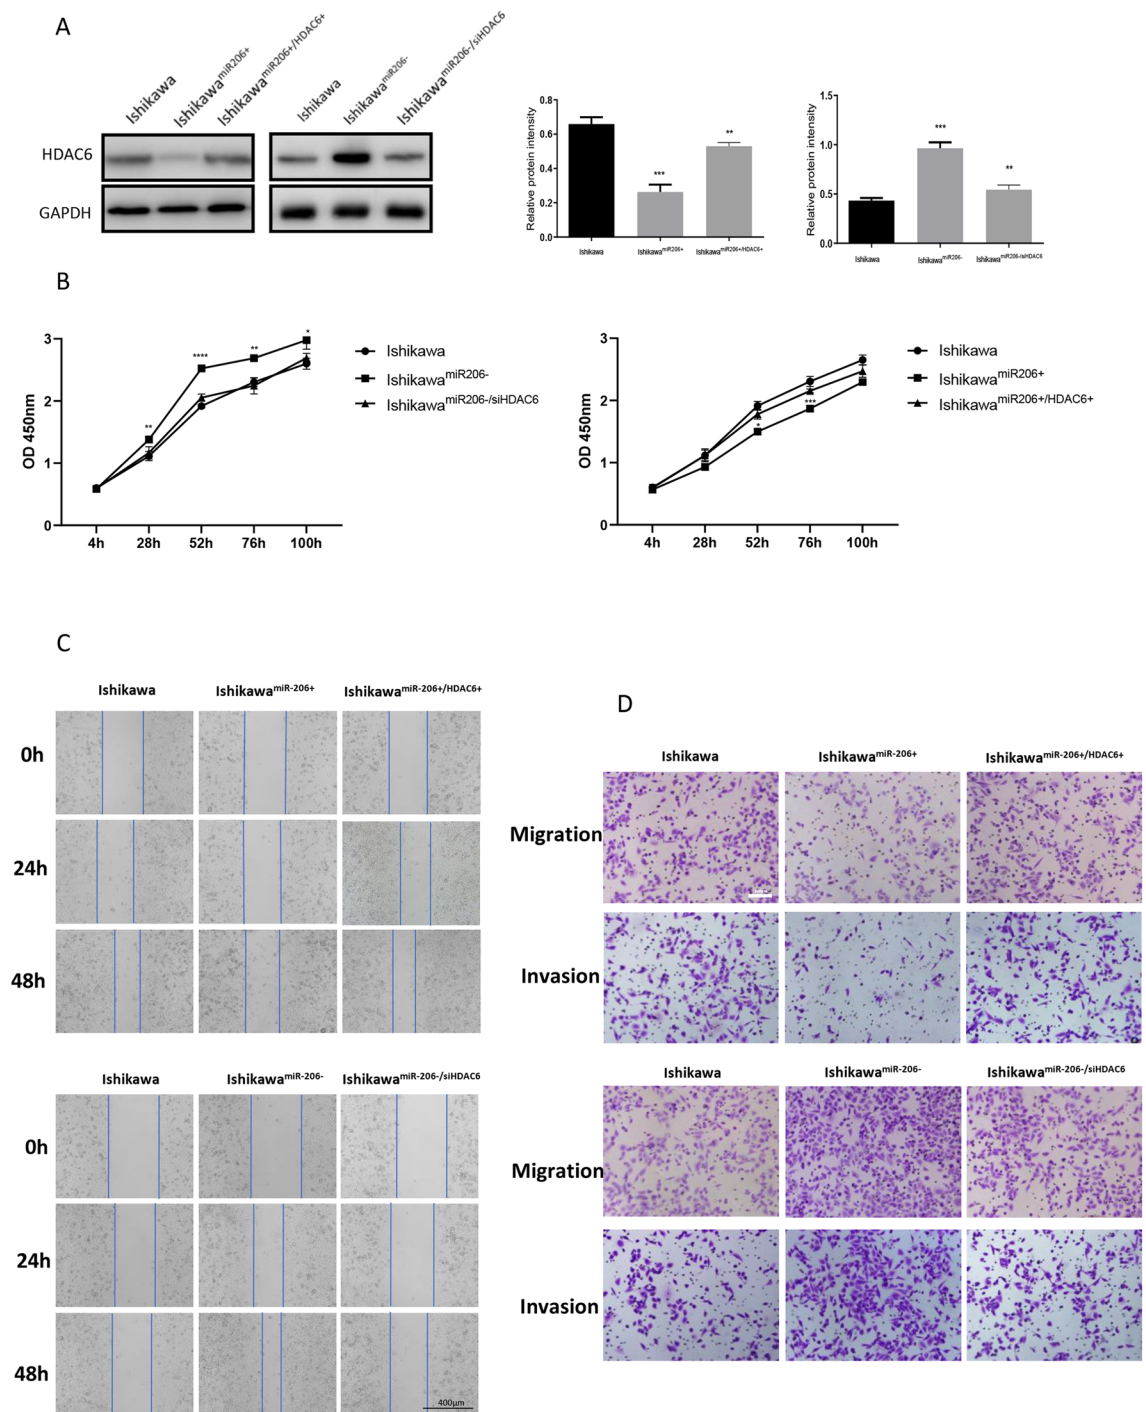 A
Ishikawa
Ishikawa^miR206+
Ishikawa^miR206+/HDAC6+
Ishikawa
Ishikawa^miR206-
Ishikawa^miR206-/siHDAC6
HDAC6
GAPDH
Relative protein intensity
0.8
0.6
0.4
0.2
0.0
***
**
Ishikawa
Ishikawa^miR206+
Ishikawa^miR206+/HDAC6+
Relative protein intensity
1.5
1.0
0.5
0.0
***
**
Ishikawa
Ishikawa^miR206-
Ishikawa^miR206-/siHDAC6
B
OD 450nm
3
2
1
0
**
****
**
*
4h 28h 52h 76h 100h
Ishikawa
Ishikawa^miR206-
Ishikawa^miR206-/siHDAC6
OD 450nm
3
2
1
0
*
***
4h 28h 52h 76h 100h
Ishikawa
Ishikawa^miR206+
Ishikawa^miR206+/HDAC6+
C
Ishikawa Ishikawa^miR-206+ Ishikawa^miR-206+/HDAC6+
0h
24h
48h
Ishikawa Ishikawa^miR-206- Ishikawa^miR-206-/siHDAC6
0h
24h
48h
400μm
D
Ishikawa Ishikawa^miR-206+ Ishikawa^miR-206+/HDAC6+
Migration
Invasion
Ishikawa Ishikawa^miR-206- Ishikawa^miR-206-/siHDAC6
Migration
Invasion